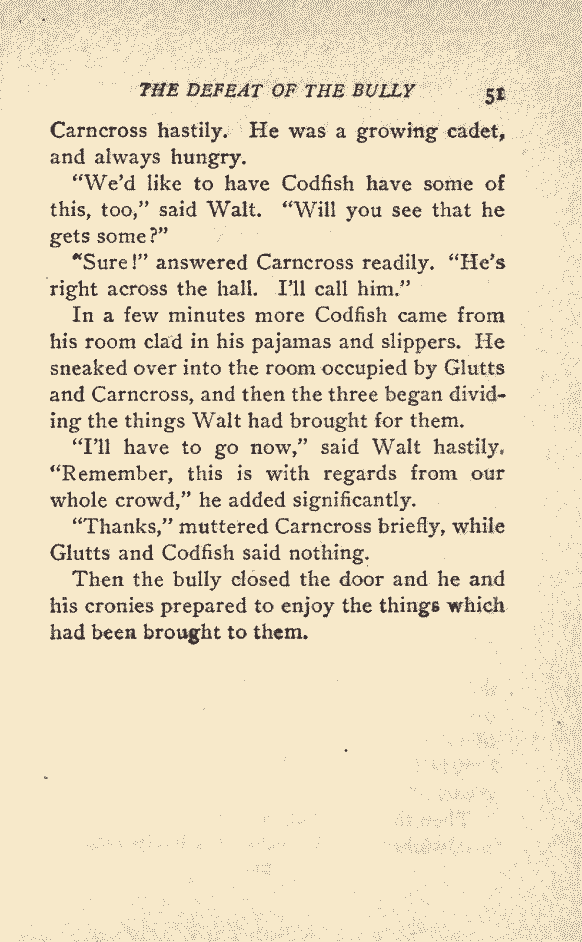 THE DEFEAT OF THE BULLY 51
Carncross hastily. He was a growing cadet,
and always hungry.
“We’d like to have Codfish have some of
this, too,” said Walt. “Will you see that he
gets some?”
“Sure!” answered Carncross readily. “He’s
right across the hall. I’ll call him.”
In a few minutes more Codfish came from
his room clad in his pajamas and slippers. He
sneaked over into the room occupied by Glutts
and Carncross, and then the three began divid-
ing the things Walt had brought for them.
“I’ll have to go now,” said Walt hastily.
“Remember, this is with regards from our
whole crowd,” he added significantly.
“Thanks,” muttered Carncross briefly, while
Glutts and Codfish said nothing.
Then the bully closed the door and he and
his cronies prepared to enjoy the things which
had been brought to them.